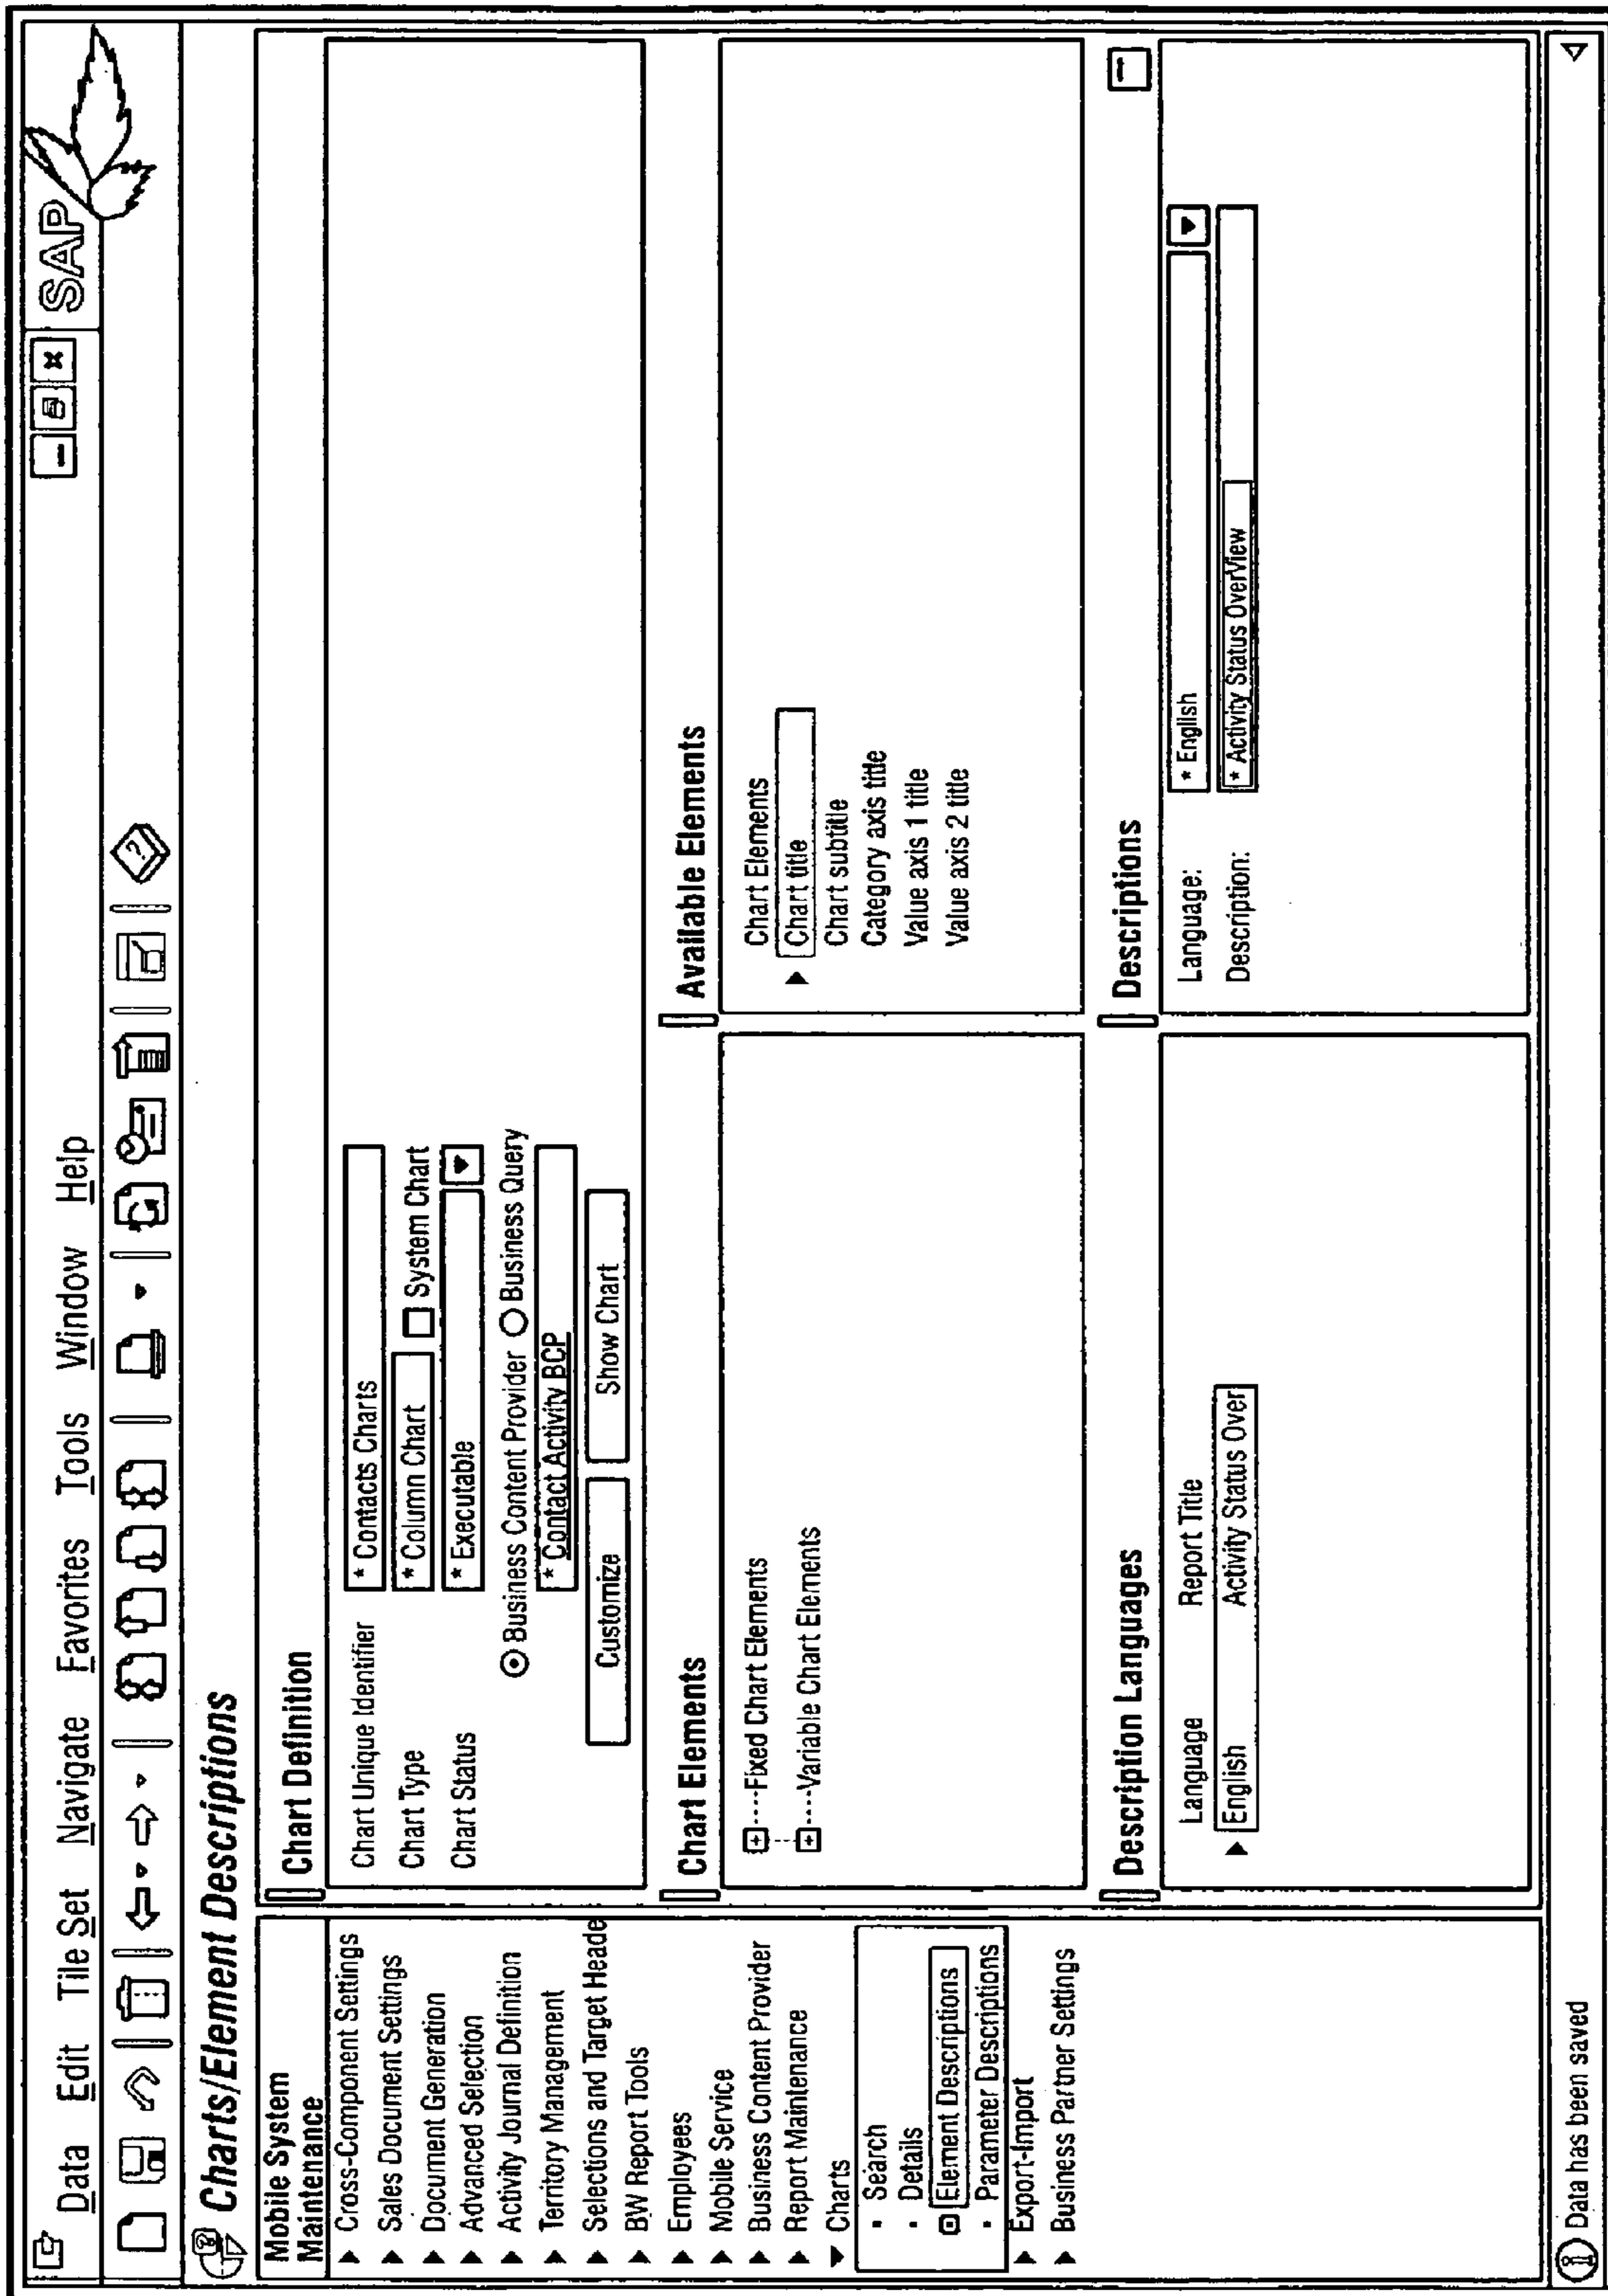 Data Edit Tile Set Navigate Favorites Tools Window Help
SAP
Charts/Element Descriptions
Mobile System
Maintenance
Cross-Component Settings
Sales Document Settings
Document Generation
Advanced Selection
Activity Journal Definition
Territory Management
Selections and Target Heade
BW Report Tools
Employees
Mobile Service
Business Content Provider
Report Maintenance
Charts
Search
Details
Element Descriptions
Parameter Descriptions
Export-Import
Business Partner Settings
Chart Definition
Chart Unique Identifier * Contacts Charts
Chart Type * Column Chart System Chart
Chart Status * Executable
Business Content Provider Business Query
* Contact Activity BCP
Customize Show Chart
Chart Elements
Fixed Chart Elements
Variable Chart Elements
Available Elements
Chart Elements
Chart title
Chart subtitle
Category axis title
Value axis 1 title
Value axis 2 title
Description Languages
Language Report Title
English Activity Status Over
Descriptions
Language: * English
Description: * Activity Status OverView
Data has been saved